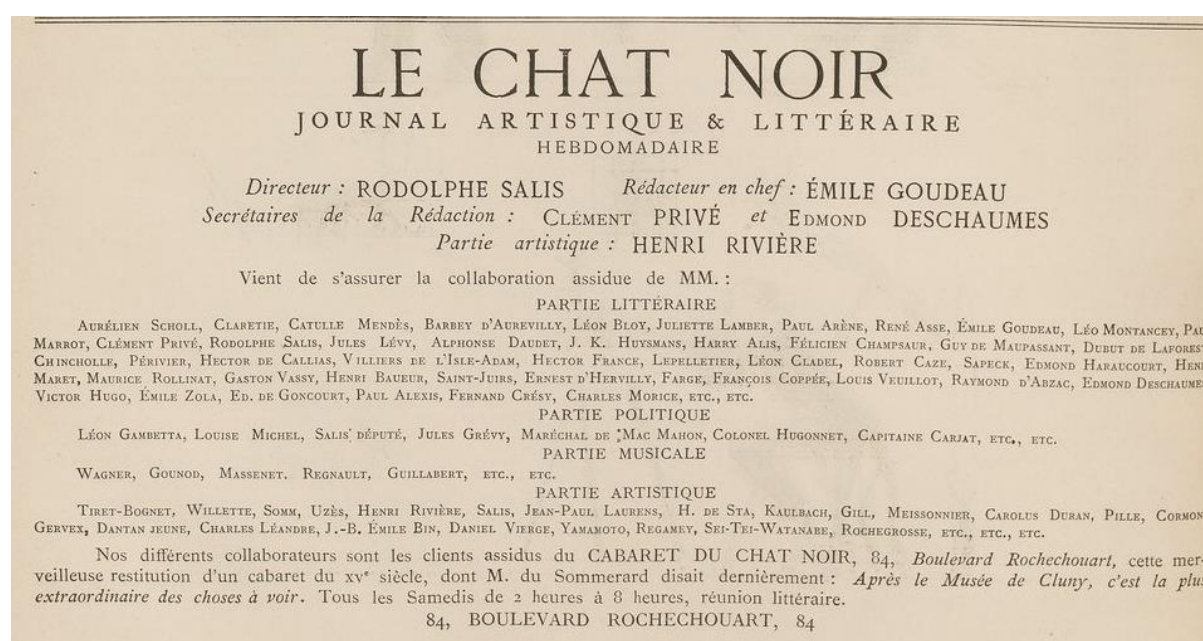 LE CHAT NOIR
JOURNAL ARTISTIQUE & LITTÉRAIRE
HEBDOMADAIRE
Directeur : RODOLPHE SALIS Rédacteur en chef : ÉMILE GOUDEAU
Secrétaires de la Rédaction : CLÉMENT PRIVÉ et EDMOND DESCHAUMES
Partie artistique : HENRI RIVIÈRE
Vient de s'assurer la collaboration assidue de MM. :
PARTIE LITTÉRAIRE
AURÉLIEN SCHOLL, CLARETIE, CATULLE MENDÈS, BARBEY D'AUREVILLY, LÉON BLOY, JULIETTE LAMBER, PAUL ARÈNE, RENÉ ASSE, ÉMILE GOUDEAU, LÉO MONTANCEY, PAU
MARROT, CLÉMENT PRIVÉ, RODOLPHE SALIS, JULES LÉVY, ALPHONSE DAUDET, J. K. HUYSMANS, HARRY ALIS, FÉLICIEN CHAMPSAUR, GUY DE MAUPASSANT, DUBUT DE LAFOREST
CHINCHOLLE, PÉRIVIER, HECTOR DE CALLIAS, VILLIERS DE L'ISLE-ADAM, HECTOR FRANCE, LEPELLETIER, LÉON CLADEL, ROBERT CAZE, SAPECK, EDMOND HARAUCOURT, HENR
MARET, MAURICE ROLLINAT, GASTON VASSY, HENRI BAUEUR, SAINT-JUIRS, ERNEST D'HERVILLY, FARGE, FRANÇOIS COPPÉE, LOUIS VEUILLOT, RAYMOND D'ABZAC, EDMOND DESCHAUMES
VICTOR HUGO, ÉMILE ZOLA, ED. DE GONCOURT, PAUL ALEXIS, FERNAND CRÉSY, CHARLES MORICE, ETC., ETC.
PARTIE POLITIQUE
LÉON GAMBETTA, LOUISE MICHEL, SALIS DÉPUTÉ, JULES GRÉVY, MARÉCHAL DE MAC MAHON, COLONEL HUGONNET, CAPITAINE CARJAT, ETC., ETC.
PARTIE MUSICALE
WAGNER, GOUNOD, MASSENET. REGNAULT, GUILLABERT, ETC., ETC.
PARTIE ARTISTIQUE
TIRET-BOGNET, WILLETTE, SOMM, UZÈS, HENRI RIVIÈRE, SALIS, JEAN-PAUL LAURENS, H. DE STA, KAULBACH, GILL, MEISSONNIER, CAROLUS DURAN, PILLE, CORMON
GERVEX, DANTAN JEUNE, CHARLES LÉANDRE, J.-B. ÉMILE BIN, DANIEL VIERGE, YAMAMOTO, REGAMEY, SEI-TEI-WATANABE, ROCHEGROSSE, ETC., ETC., ETC.
Nos différents collaborateurs sont les clients assidus du CABARET DU CHAT NOIR, 84, Boulevard Rochechouart, cette mer-
veilleuse restitution d'un cabaret du XVe siècle, dont M. du Sommerard disait dernièrement : Après le Musée de Cluny, c'est la plus
extraordinaire des choses à voir. Tous les Samedis de 2 heures à 8 heures, réunion littéraire.
84, BOULEVARD ROCHECHOUART, 84